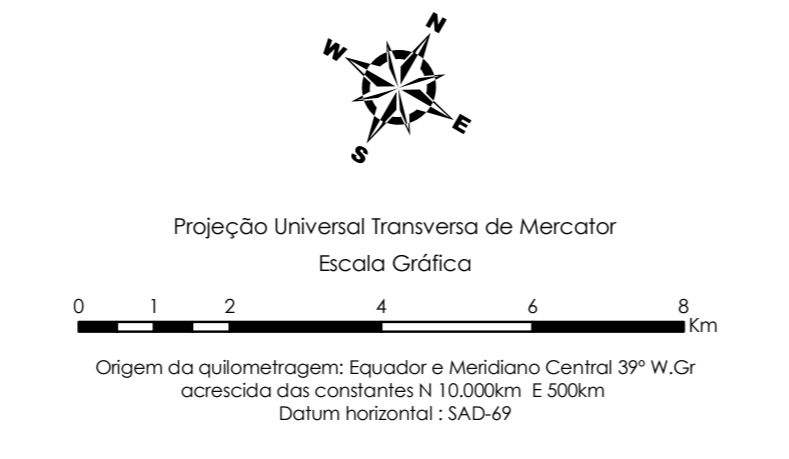 N
W
E
S
Projeção Universal Transversa de Mercator
Escala Gráfica
0 1 2 4 6 8
Km
Origem da quilometragem: Equador e Meridiano Central 39° W.Gr
acrescida das constantes N 10.000km E 500km
Datum horizontal : SAD-69